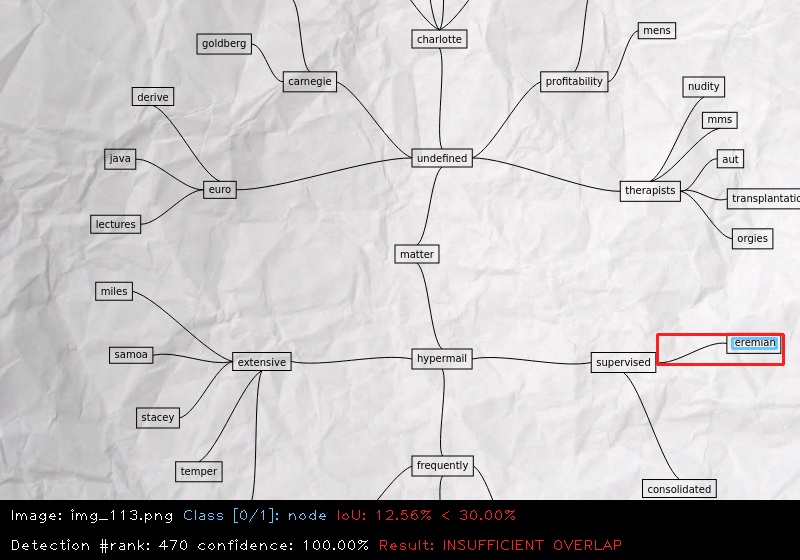 mens
charlotte
goldberg
carnegie
profitability
nudity
derive
mms
java
undefined
aut
euro
therapists
transplantatio
lectures
orgies
matter
miles
eremian
samoa
extensive
hypermail
supervised
stacey
temper
frequently
consolidated
Image: img_113.png Class [0/1]: node IoU: 12.56% < 30.00%
Detection #rank: 470 confidence: 100.00% Result: INSUFFICIENT OVERLAP